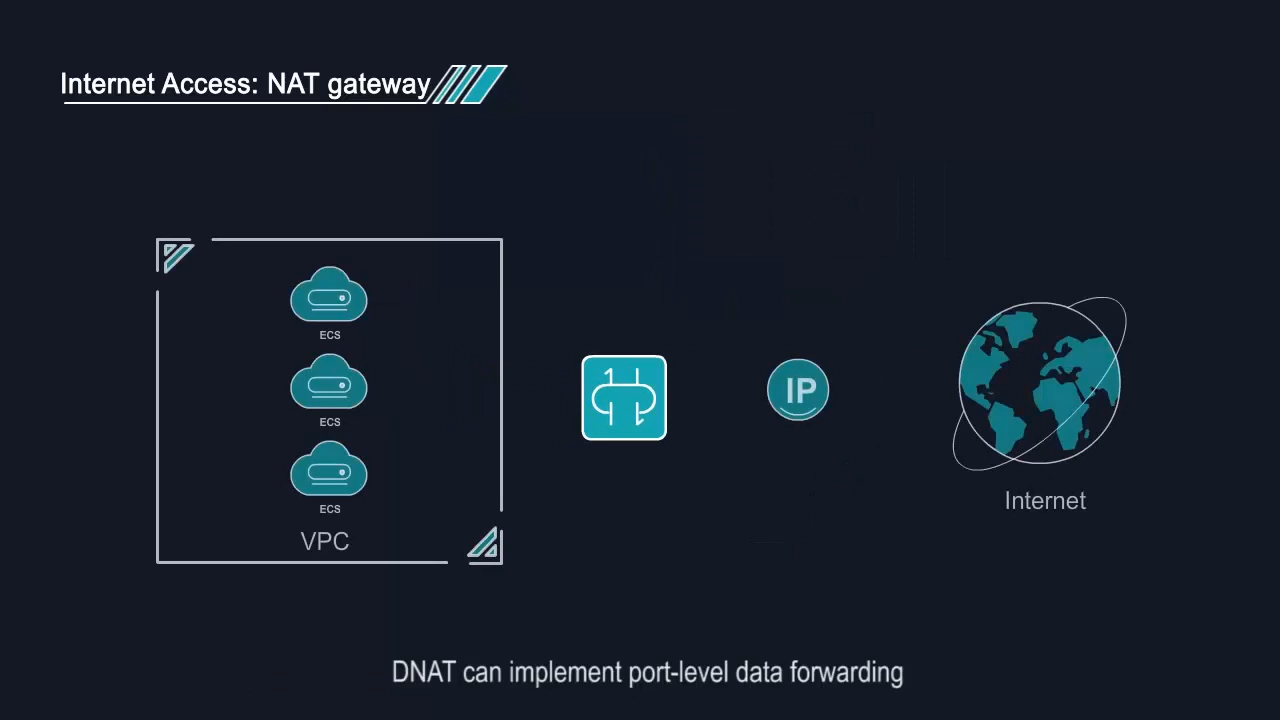 Internet Access: NAT gateway
ECS
ECS
ECS
VPC
IP
Internet
DNAT can implement port-level data forwarding